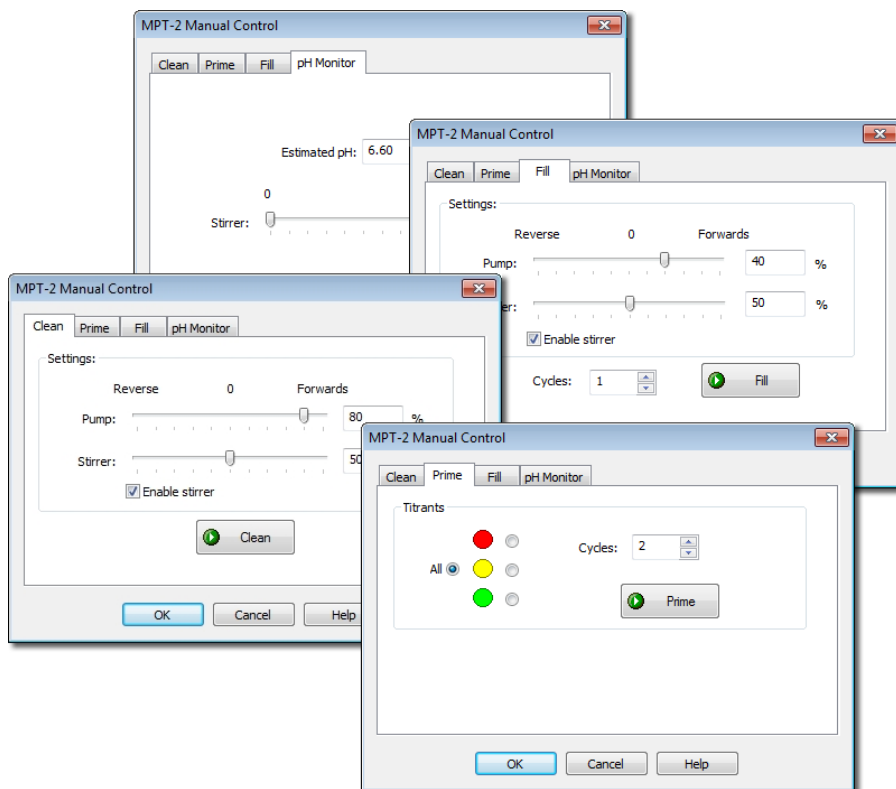 MPT-2 Manual Control
Clean Prime Fill pH Monitor
Estimated pH: 6.60
0
Stirrer:
MPT-2 Manual Control
Clean Prime Fill pH Monitor
Settings:
Reverse 0 Forwards
Pump: 40 %
50 %
Enable stirrer
Cycles: 1 Fill
MPT-2 Manual Control
Clean Prime Fill pH Monitor
Settings:
Reverse 0 Forwards
Pump: 80 %
Stirrer:
Enable stirrer
Clean
OK Cancel Help
MPT-2 Manual Control
Clean Prime Fill pH Monitor
Titrants
Cycles: 2
All
Prime
OK Cancel Help